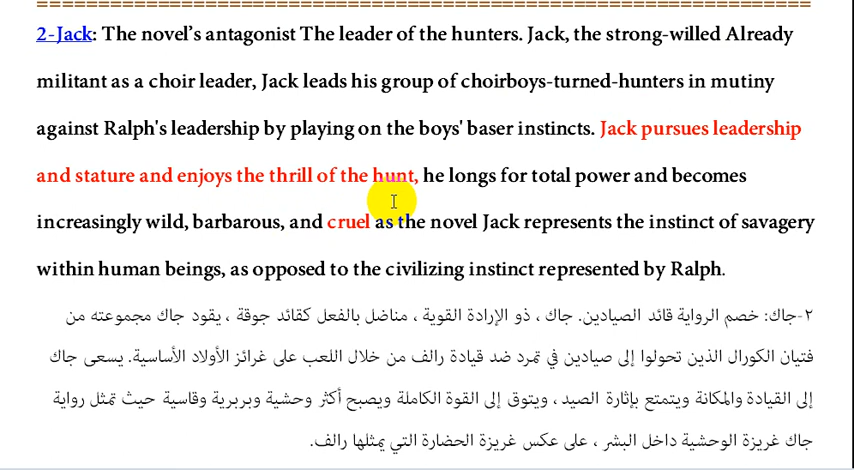 2-Jack: The novel's antagonist The leader of the hunters. Jack, the strong-willed Already
militant as a choir leader, Jack leads his group of choirboys-turned-hunters in mutiny
against Ralph's leadership by playing on the boys' baser instincts. Jack pursues leadership
and stature and enjoys the thrill of the hunt, he longs for total power and becomes
increasingly wild, barbarous, and cruel as the novel Jack represents the instinct of savagery
within human beings, as opposed to the civilizing instinct represented by Ralph.
٢-جاك: خصم الرواية قائد الصيادين. جاك ، ذو الإرادة القوية ، مناضل بالفعل كقائد جوقة ، يقود جاك مجموعته من
فتيان الكورال الذين تحولوا إلى صيادين في تمرد ضد قيادة رالف من خلال اللعب على غرائز الأولاد الأساسية. يسعى جاك
إلى القيادة والمكانة ويتمتع بإثارة الصيد ، ويتوق إلى القوة الكاملة ويصبح أكثر وحشية وبربرية وقاسية حيث تمثل رواية
جاك غريزة الوحشية داخل البشر ، على عكس غريزة الحضارة التي يمثلها رالف.